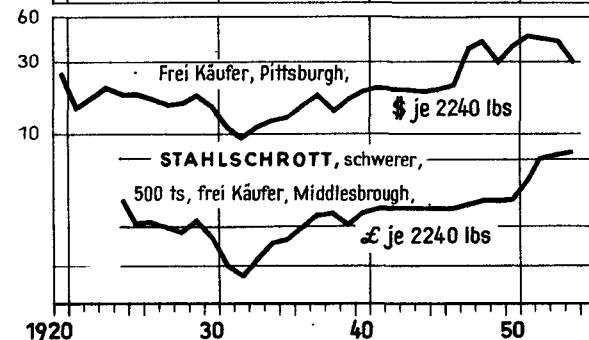 60
30
Frei Käufer, Pittsburgh,
$ je 2240 lbs
10
STAHLSCHROTT, schwerer,
500 ts, frei Käufer, Middlesbrough,
£ je 2240 lbs
1920 30 40 50